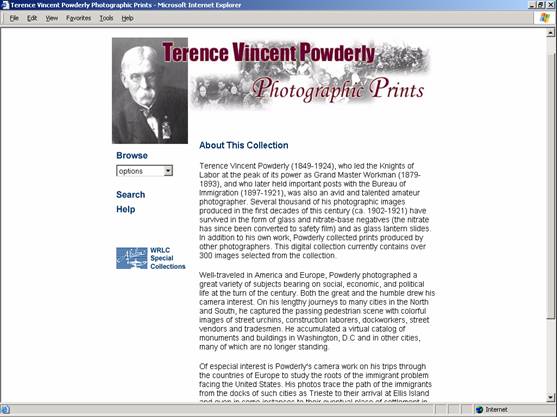 Terence Vincent Powderly Photographic Prints - Microsoft Internet Explorer
File Edit View Favorites Tools Help
Terence Vincent Powderly
Photographic Prints
About This Collection
Browse
options
Search
Help
WRLC
Special
Collections
Terence Vincent Powderly (1849-1924), who led the Knights of
Labor at the peak of its power as Grand Master Workman (1879-
1893), and who later held important posts with the Bureau of
Immigration (1897-1921), was also an avid and talented amateur
photographer. Several thousand of his photographic images
produced in the first decades of this century (ca. 1902-1921) have
survived in the form of glass and nitrate-base negatives (the nitrate
has since been converted to safety film) and as glass lantern slides.
In addition to his own work, Powderly collected prints produced by
other photographers. This digital collection currently contains over
300 images selected from the collection.
Well-traveled in America and Europe, Powderly photographed a
great variety of subjects bearing on social, economic, and political
life at the turn of the century. Both the great and the humble drew his
camera interest. On his lengthy journeys to many cities in the North
and South, he captured the passing pedestrian scene with colorful
images of street urchins, construction laborers, dockworkers, street
vendors and tradesmen. He accumulated a virtual catalog of
monuments and buildings in Washington, D.C and in other cities,
many of which are no longer standing.
Of especial interest is Powderly's camera work on his trips through
the countries of Europe to study the roots of the immigrant problem
facing the United States. His photos trace the path of the immigrants
from the docks of such cities as Trieste to their arrival at Ellis Island
and even in some instances to their eventual place of settlement in
Internet